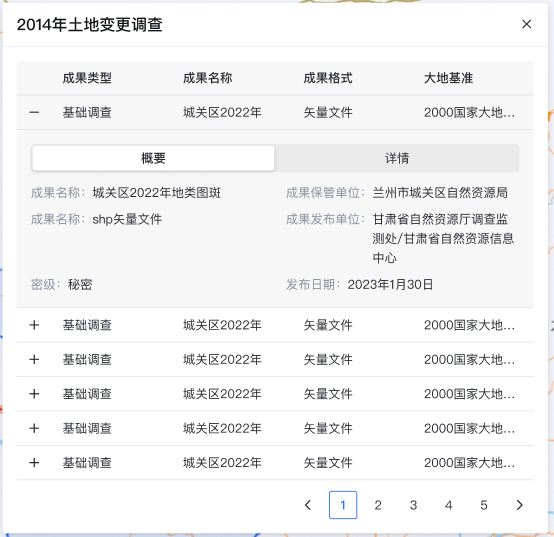 2014年土地变更调查
成果类型 成果名称 成果格式 大地基准
基础调查 城关区2022年 矢量文件 2000国家大地...
概要 详情
成果名称: 城关区2022年地类图斑 成果保管单位: 兰州市城关区自然资源局
成果名称: shp矢量文件 成果发布单位: 甘肃省自然资源厅调查监
测处/甘肃省自然资源信息
中心
密级: 秘密 发布日期: 2023年1月30日
基础调查 城关区2022年 矢量文件 2000国家大地...
基础调查 城关区2022年 矢量文件 2000国家大地...
基础调查 城关区2022年 矢量文件 2000国家大地...
基础调查 城关区2022年 矢量文件 2000国家大地...
基础调查 城关区2022年 矢量文件 2000国家大地...
1 2 3 4 5